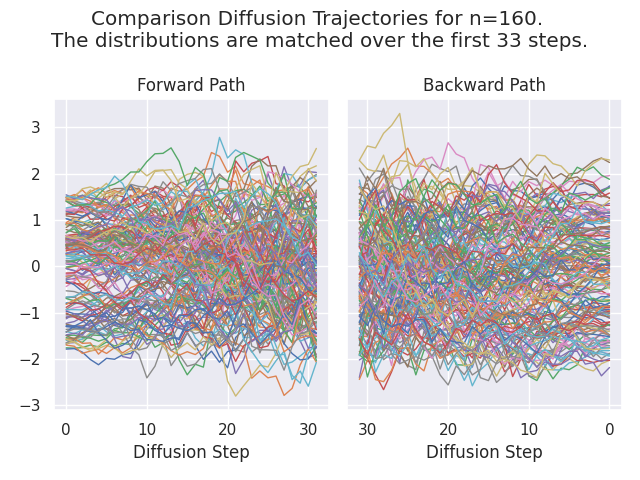 Comparison Diffusion Trajectories for n=160.
The distributions are matched over the first 33 steps.
Forward Path
Backward Path
3
2
1
0
−1
−2
−3
0 10 20 30
30 20 10 0
Diffusion Step
Diffusion Step